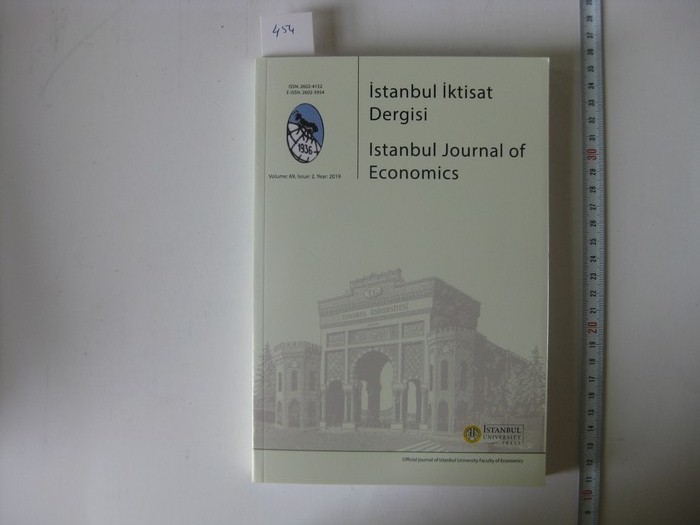 454
ISSN: 2602-4152
E-ISSN: 2602-3954
1936
Volume: 69, Issue: 2, Year: 2019
İstanbul İktisat
Dergisi
Istanbul Journal of
Economics
İSTANBUL
UNIVERSITY
PRESS
Official journal of Istanbul University Faculty of Economics